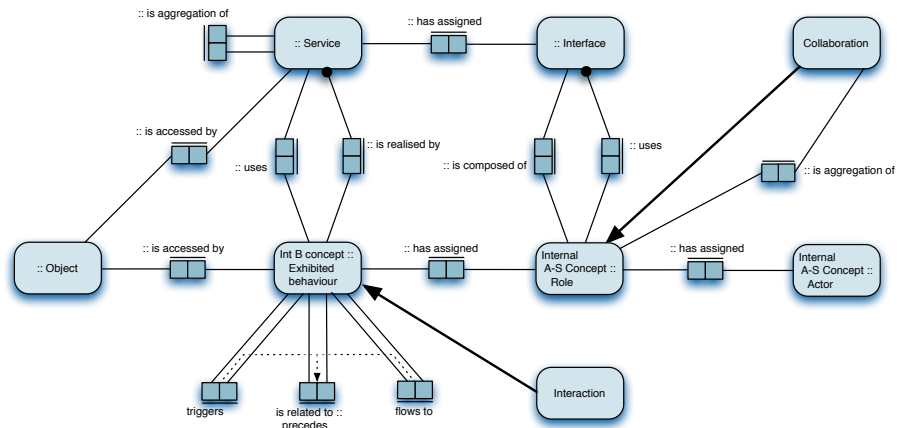 :: is aggregation of
:: Service
:: has assigned
:: Interface
Collaboration
:: is accessed by
:: uses
:: is realised by
:: is composed of
:: uses
:: is aggregation of
:: Object
:: is accessed by
Int B concept ::
Exhibited
behaviour
:: has assigned
Internal
A-S Concept ::
Role
:: has assigned
Internal
A-S Concept ::
Actor
triggers
is related to ::
precedes
flows to
Interaction